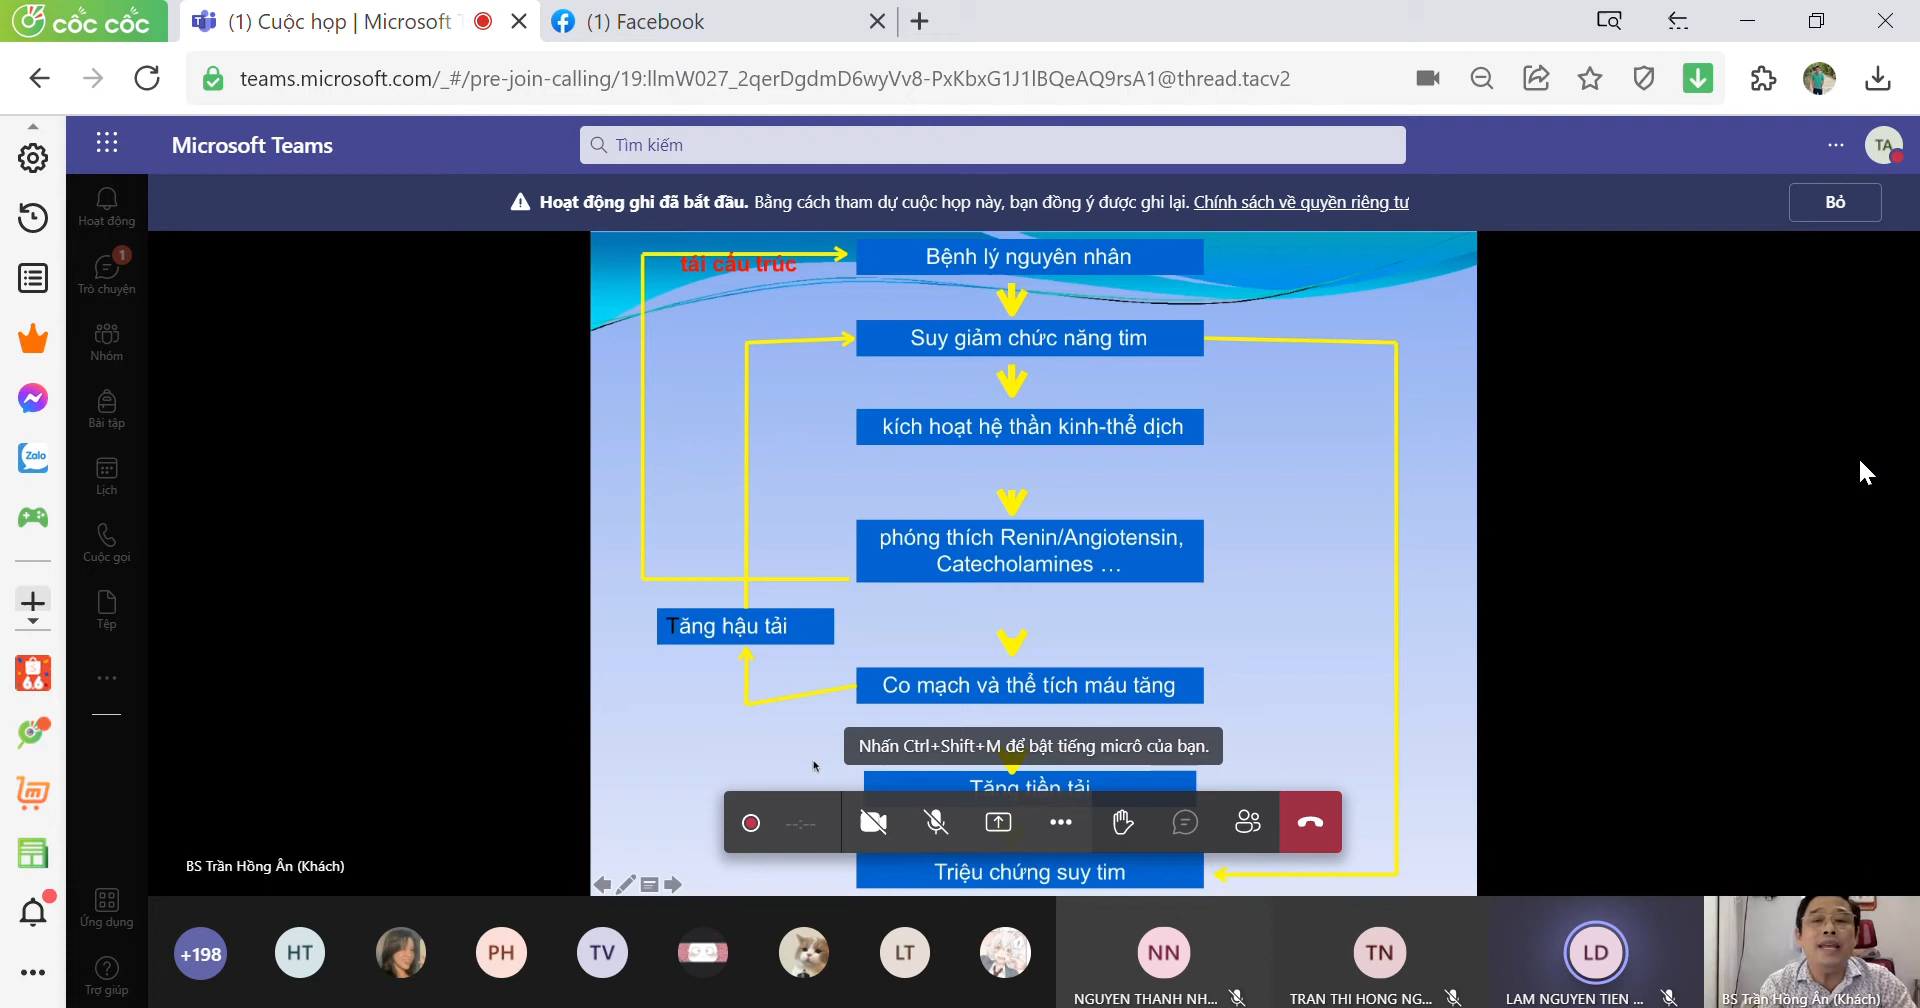 cốc cốc
(1) Cuộc họp | Microsoft
(1) Facebook
teams.microsoft.com/_#/pre-join-calling/19:llmW027_2qerDgdmD6wyVv8-PxKbxG1J1lBQeAQ9rsA1@thread.tacv2
Microsoft Teams
Tìm kiếm
TA
Hoạt động ghi đã bắt đầu. Bằng cách tham dự cuộc họp này, bạn đồng ý được ghi lại. Chính sách về quyền riêng tư
Bỏ
Hoạt động
1
Trò chuyện
Nhóm
Bài tập
Lịch
Cuộc gọi
Tệp
Ứng dụng
Trợ giúp
Zalo
6.6
tái cấu trúc
Bệnh lý nguyên nhân
Suy giảm chức năng tim
kích hoạt hệ thần kinh-thể dịch
phóng thích Renin/Angiotensin,
Catecholamines ...
Tăng hậu tải
Co mạch và thể tích máu tăng
Nhấn Ctrl+Shift+M để bật tiếng micrô của bạn.
Tăng tiền tải
--:--
Triệu chứng suy tim
BS Trần Hồng Ân (Khách)
+198
HT
PH
TV
LT
NN
NGUYEN THANH NH...
TN
TRAN THI HONG NG...
LD
LAM NGUYEN TIEN ...
BS Trần Hồng Ân (Khách)